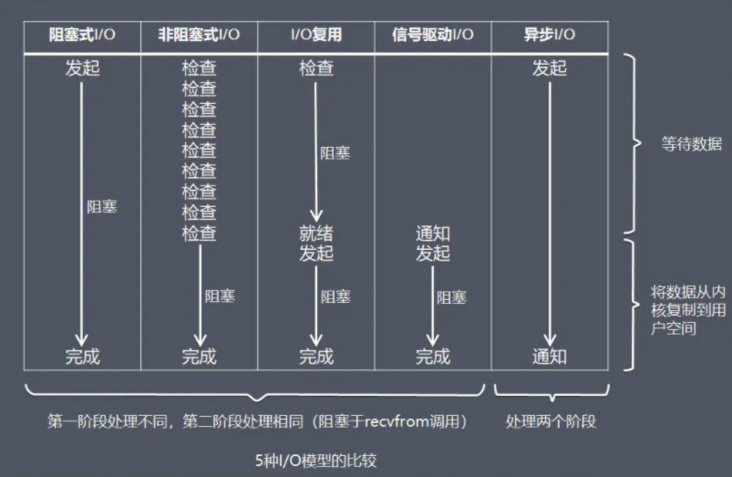 阻塞式I/O 非阻塞式I/O I/O复用 信号驱动I/O 异步I/O
发起 检查 检查 发起
检查
检查
检查
检查 阻塞 等待数据
检查
检查
阻塞 检查
检查 就绪 通知
发起 发起
阻塞 阻塞 阻塞 将数据从内
核复制到用
户空间
完成 完成 完成 完成 通知
第一阶段处理不同，第二阶段处理相同（阻塞于recvfrom调用） 处理两个阶段
5种I/O模型的比较